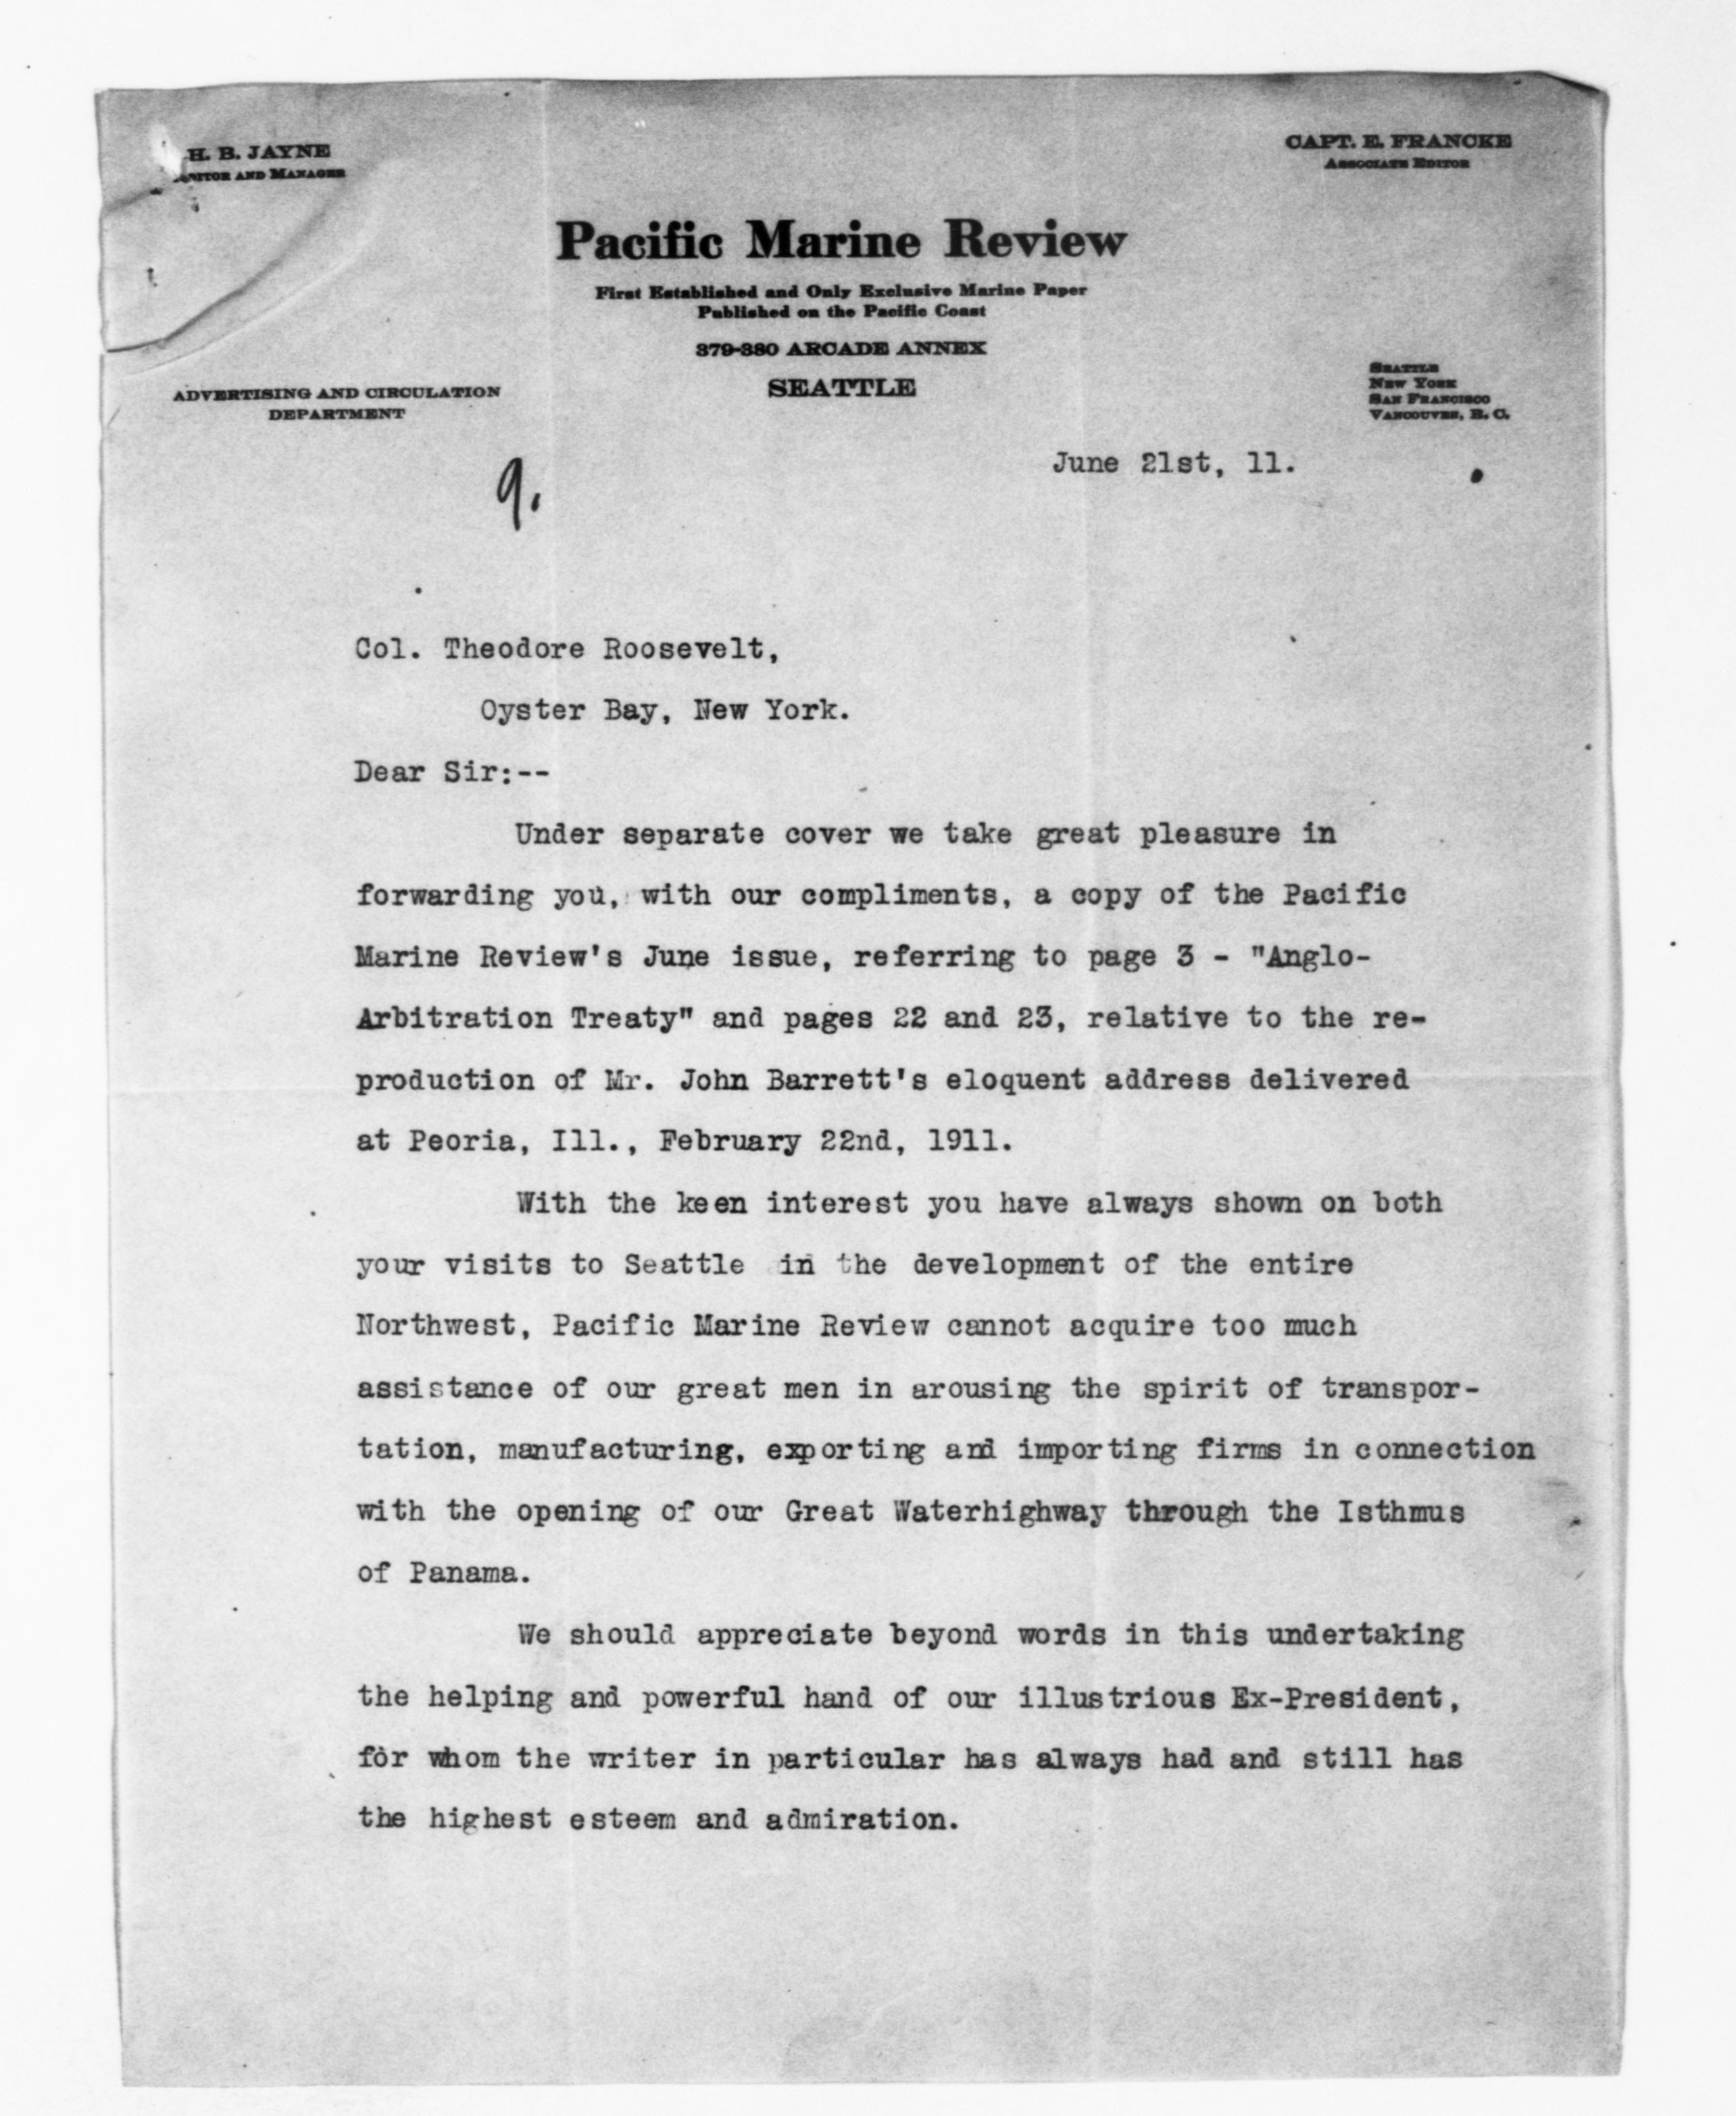 H. B. JAYNE
EDITOR AND MANAGER
CAPT. E. FRANCKE
ASSOCIATE EDITOR
Pacific Marine Review
First Established and Only Exclusive Marine Paper
Published on the Pacific Coast
379-380 ARCADE ANNEX
SEATTLE
ADVERTISING AND CIRCULATION
DEPARTMENT
SEATTLE
NEW YORK
SAN FRANCISCO
VANCOUVER, B. C.
June 21st, 11.
9.
Col. Theodore Roosevelt,
Oyster Bay, New York.
Dear Sir:--
Under separate cover we take great pleasure in
forwarding you, with our compliments, a copy of the Pacific
Marine Review's June issue, referring to page 3 - "Anglo-
Arbitration Treaty" and pages 22 and 23, relative to the re-
production of Mr. John Barrett's eloquent address delivered
at Peoria, Ill., February 22nd, 1911.
With the keen interest you have always shown on both
your visits to Seattle in the development of the entire
Northwest, Pacific Marine Review cannot acquire too much
assistance of our great men in arousing the spirit of transpor-
tation, manufacturing, exporting and importing firms in connection
with the opening of our Great Waterhighway through the Isthmus
of Panama.
We should appreciate beyond words in this undertaking
the helping and powerful hand of our illustrious Ex-President,
for whom the writer in particular has always had and still has
the highest esteem and admiration.